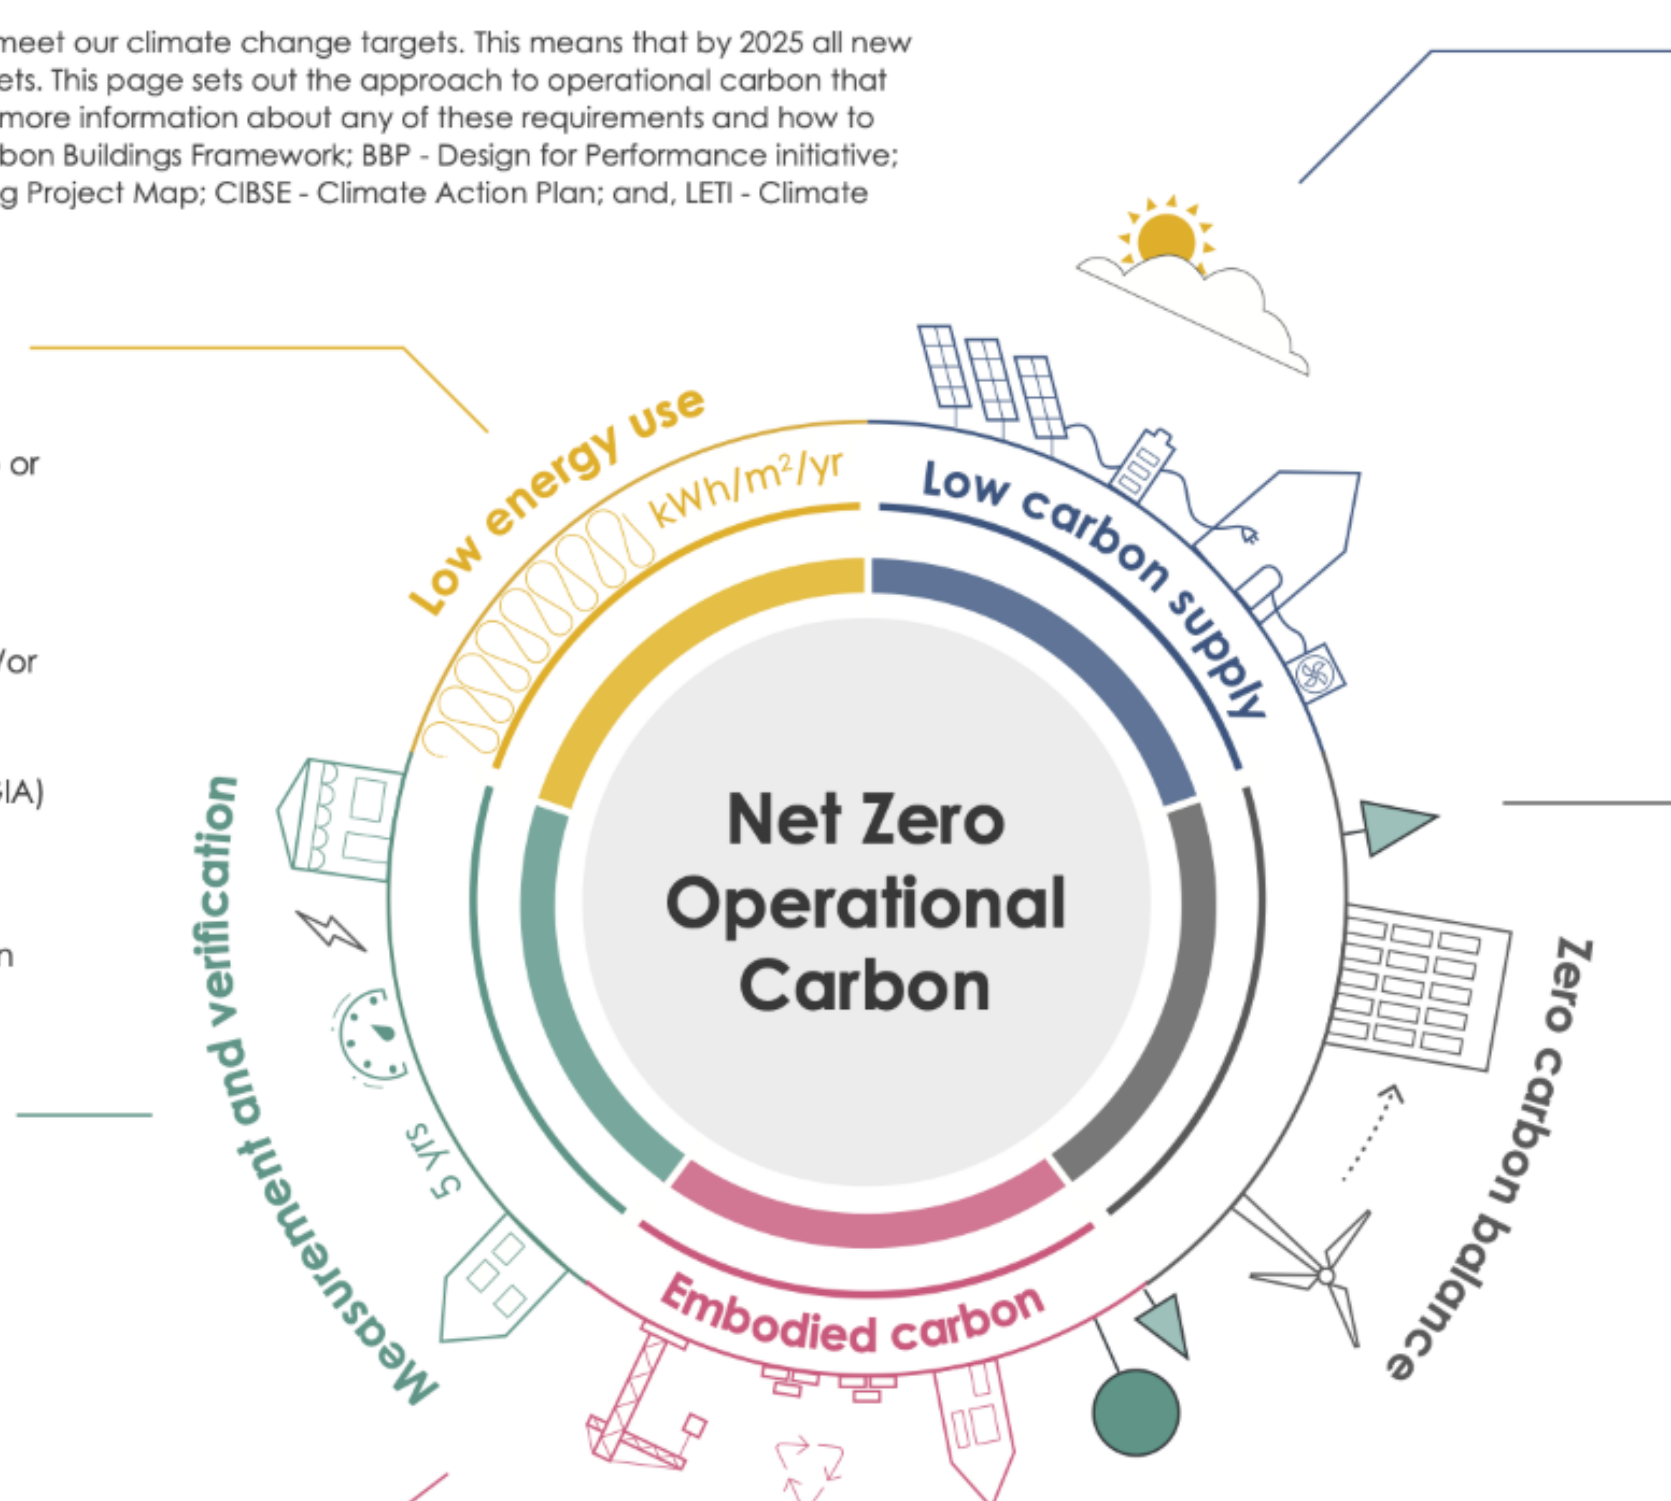 meet our climate change targets. This means that by 2025 all new
ets. This page sets out the approach to operational carbon that
more information about any of these requirements and how to
bon Buildings Framework; BBP - Design for Performance initiative;
g Project Map; CIBSE - Climate Action Plan; and, LETI - Climate
or
/or
GIA)
n
Low energy use
kWh/m²/yr
Low carbon supply
Net Zero
Operational
Carbon
Measurement and verification
5 yrs
Zero carbon balance
Embodied carbon